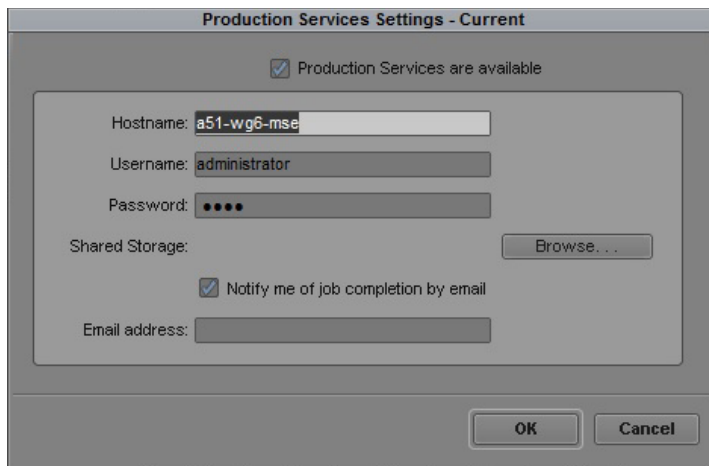 Production Services Settings - Current
Production Services are available
Hostname: a51-wg6-mse
Username: administrator
Password: ●●●●
Shared Storage: Browse. . .
Notify me of job completion by email
Email address:
OK Cancel